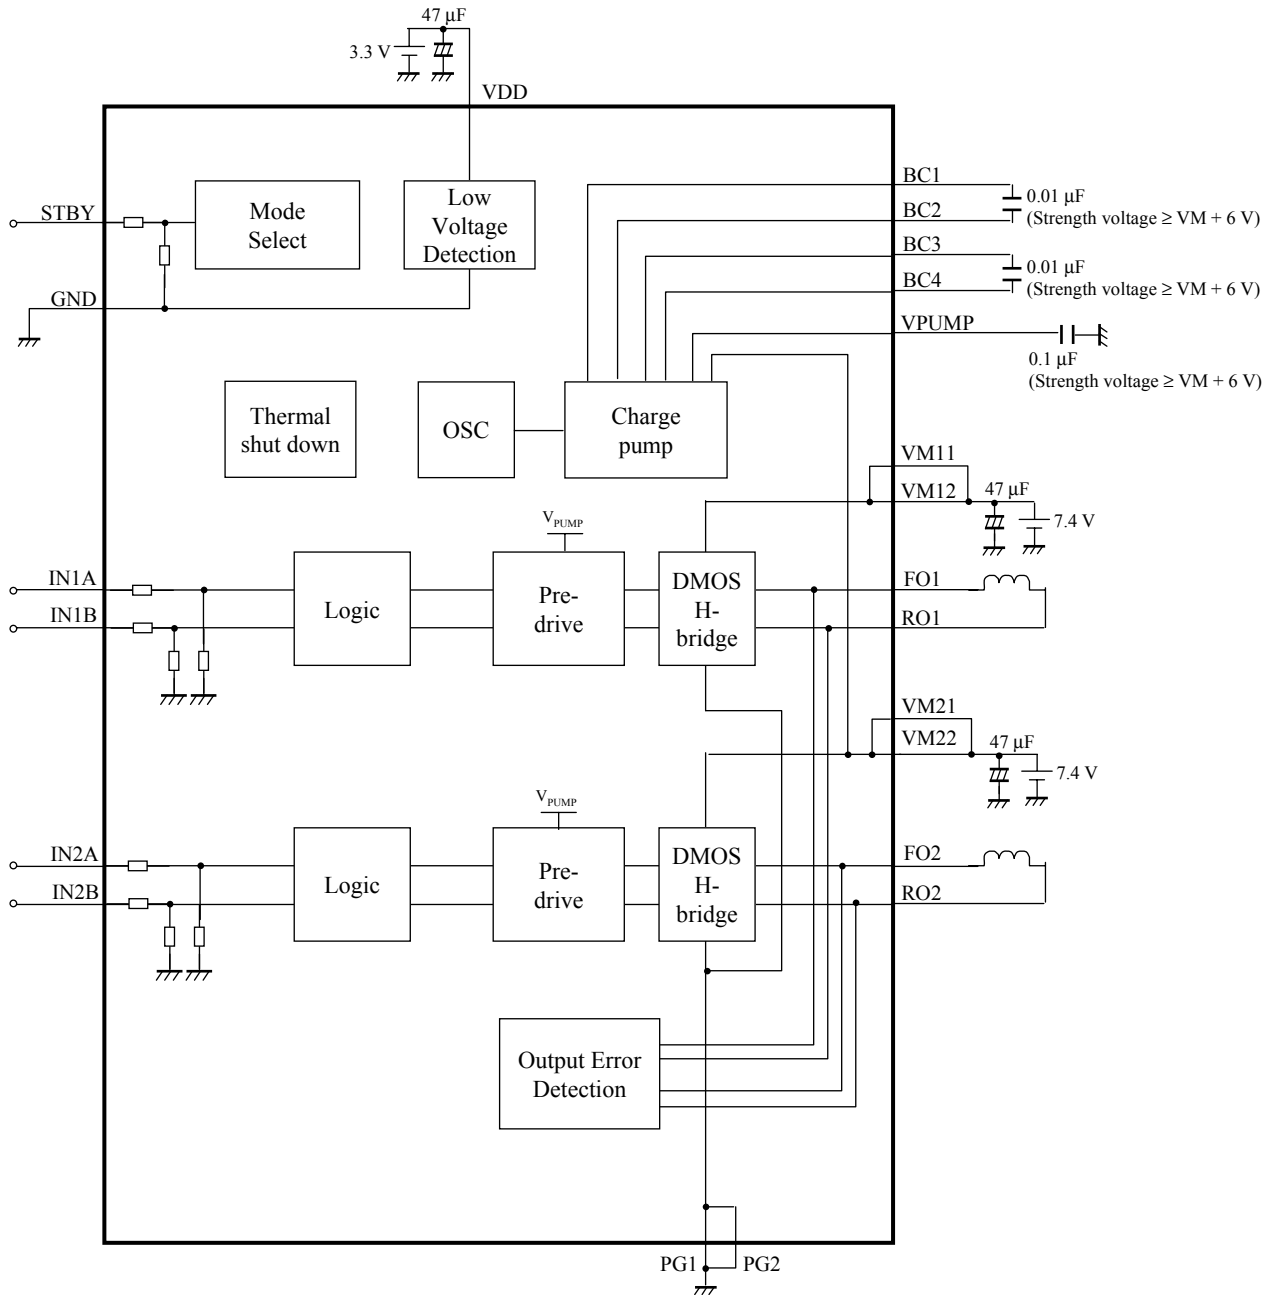 47 µF
3.3 V
VDD
BC1
0.01 µF
(Strength voltage ≥ VM + 6 V)
BC2
STBY
Mode
Select
Low
Voltage
Detection
BC3
0.01 µF
(Strength voltage ≥ VM + 6 V)
BC4
GND
VPUMP
0.1 µF
(Strength voltage ≥ VM + 6 V)
Thermal
shut down
OSC
Charge
pump
VM11
VM12
47 µF
7.4 V
VPUMP
IN1A
IN1B
Logic
Pre-
drive
DMOS
H-
bridge
FO1
RO1
VM21
VM22
47 µF
7.4 V
VPUMP
IN2A
IN2B
Logic
Pre-
drive
DMOS
H-
bridge
FO2
RO2
Output Error
Detection
PG1
PG2